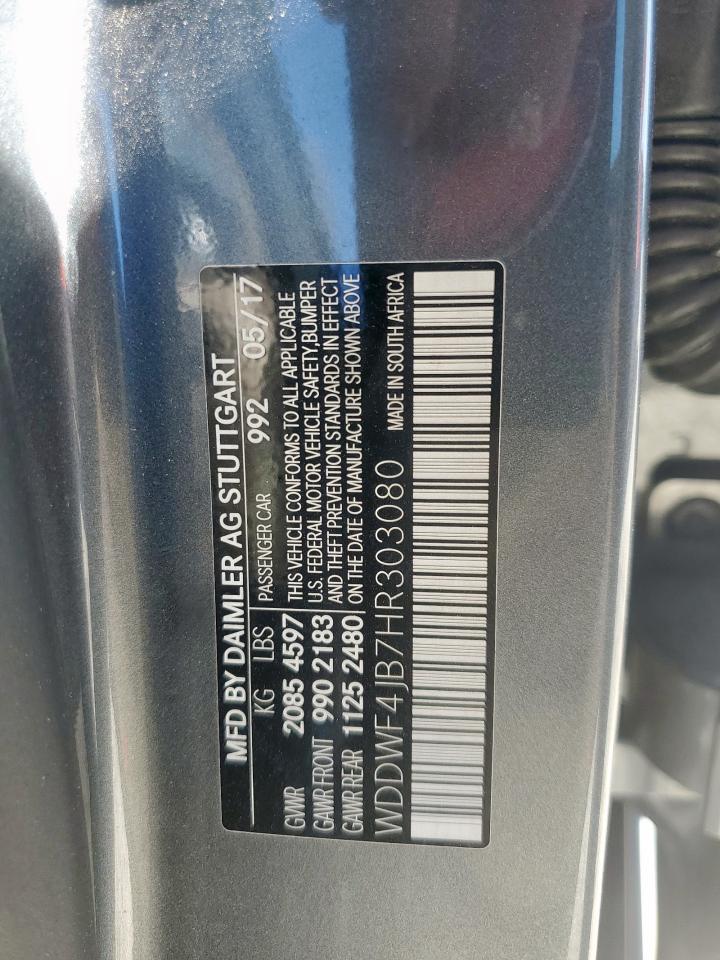 MFD BY DAIMLER AG STUTTGART
KG LBS PASSENGER CAR 992 05/17
GVWR 2085 4597 THIS VEHICLE CONFORMS TO ALL APPLICABLE
GAWR FRONT 990 2183 U.S. FEDERAL MOTOR VEHICLE SAFETY, BUMPER
AND THEFT PREVENTION STANDARDS IN EFFECT
GAWR REAR 1125 2480 ON THE DATE OF MANUFACTURE SHOWN ABOVE
WDDWF4JB7HR303080 MADE IN SOUTH AFRICA